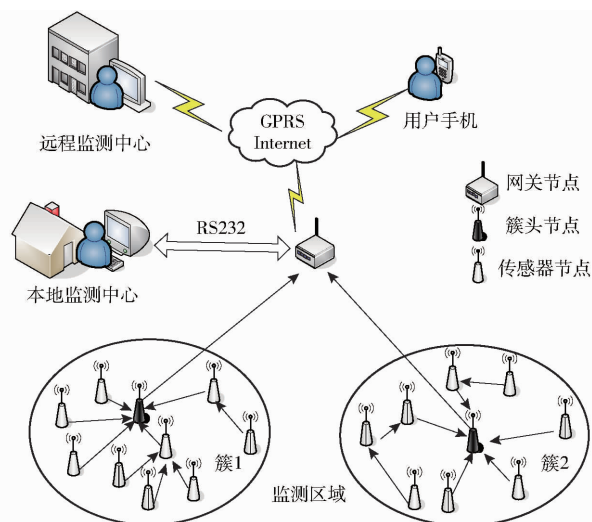 GPRS
Internet
远程监测中心
用户手机
网关节点
RS232
簇头节点
传感器节点
本地监测中心
簇1
簇2
监测区域